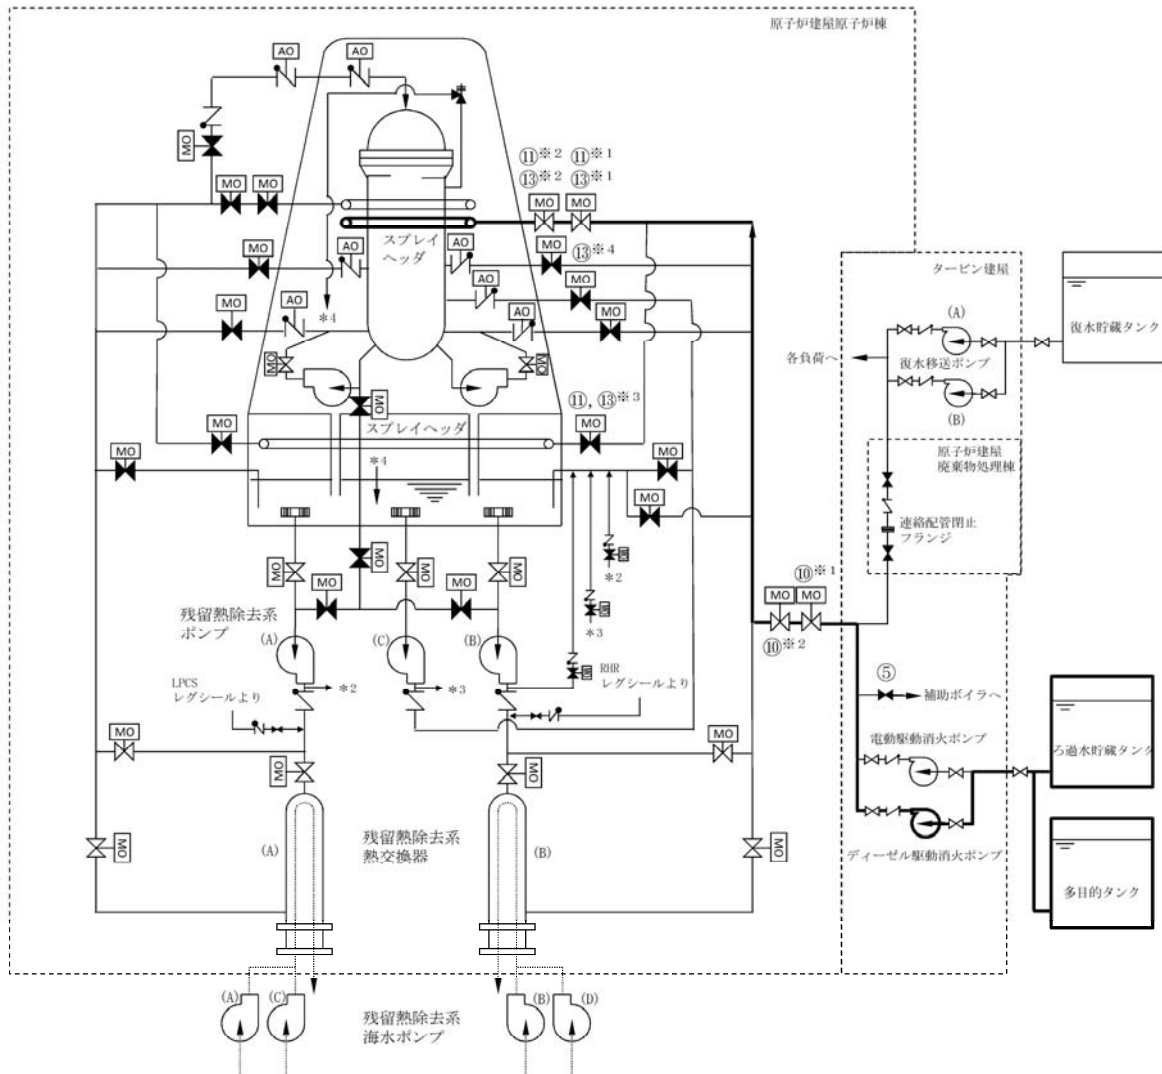 原子炉建屋原子炉棟
AO
AO
MO
⑪※2 ⑪※1
⑬※2 ⑬※1
MO
MO
MO
MO
スプレイ
ヘッダ
MO
AO
AO
MO
⑬※4
AO
MO
MO
AO
AO
MO
*4
MO
MO
MO
⑪, ⑬※3
スプレイヘッダ
MO
MO
MO
*4
MO
MO
MO
タービン建屋
(A)
復水移送ポンプ
(B)
各負荷へ
復水貯蔵タンク
原子炉建屋
廃棄物処理棟
連絡配管閉止
フランジ
MO
MO
MO
MO
MO
MO
MO
*2
MO
*3
MO
残留熱除去系
ポンプ
(A)
(C)
(B)
*2
*3
LPCS
レグシールより
RHR
レグシールより
⑩※1
MO
MO
⑩※2
⑤
補助ボイラへ
電動駆動消火ポンプ
ろ過水貯蔵タンク
ディーゼル駆動消火ポンプ
多目的タンク
MO
MO
MO
MO
MO
MO
(A)
残留熱除去系
熱交換器
(B)
(A)
(C)
残留熱除去系
海水ポンプ
(B)
(D)